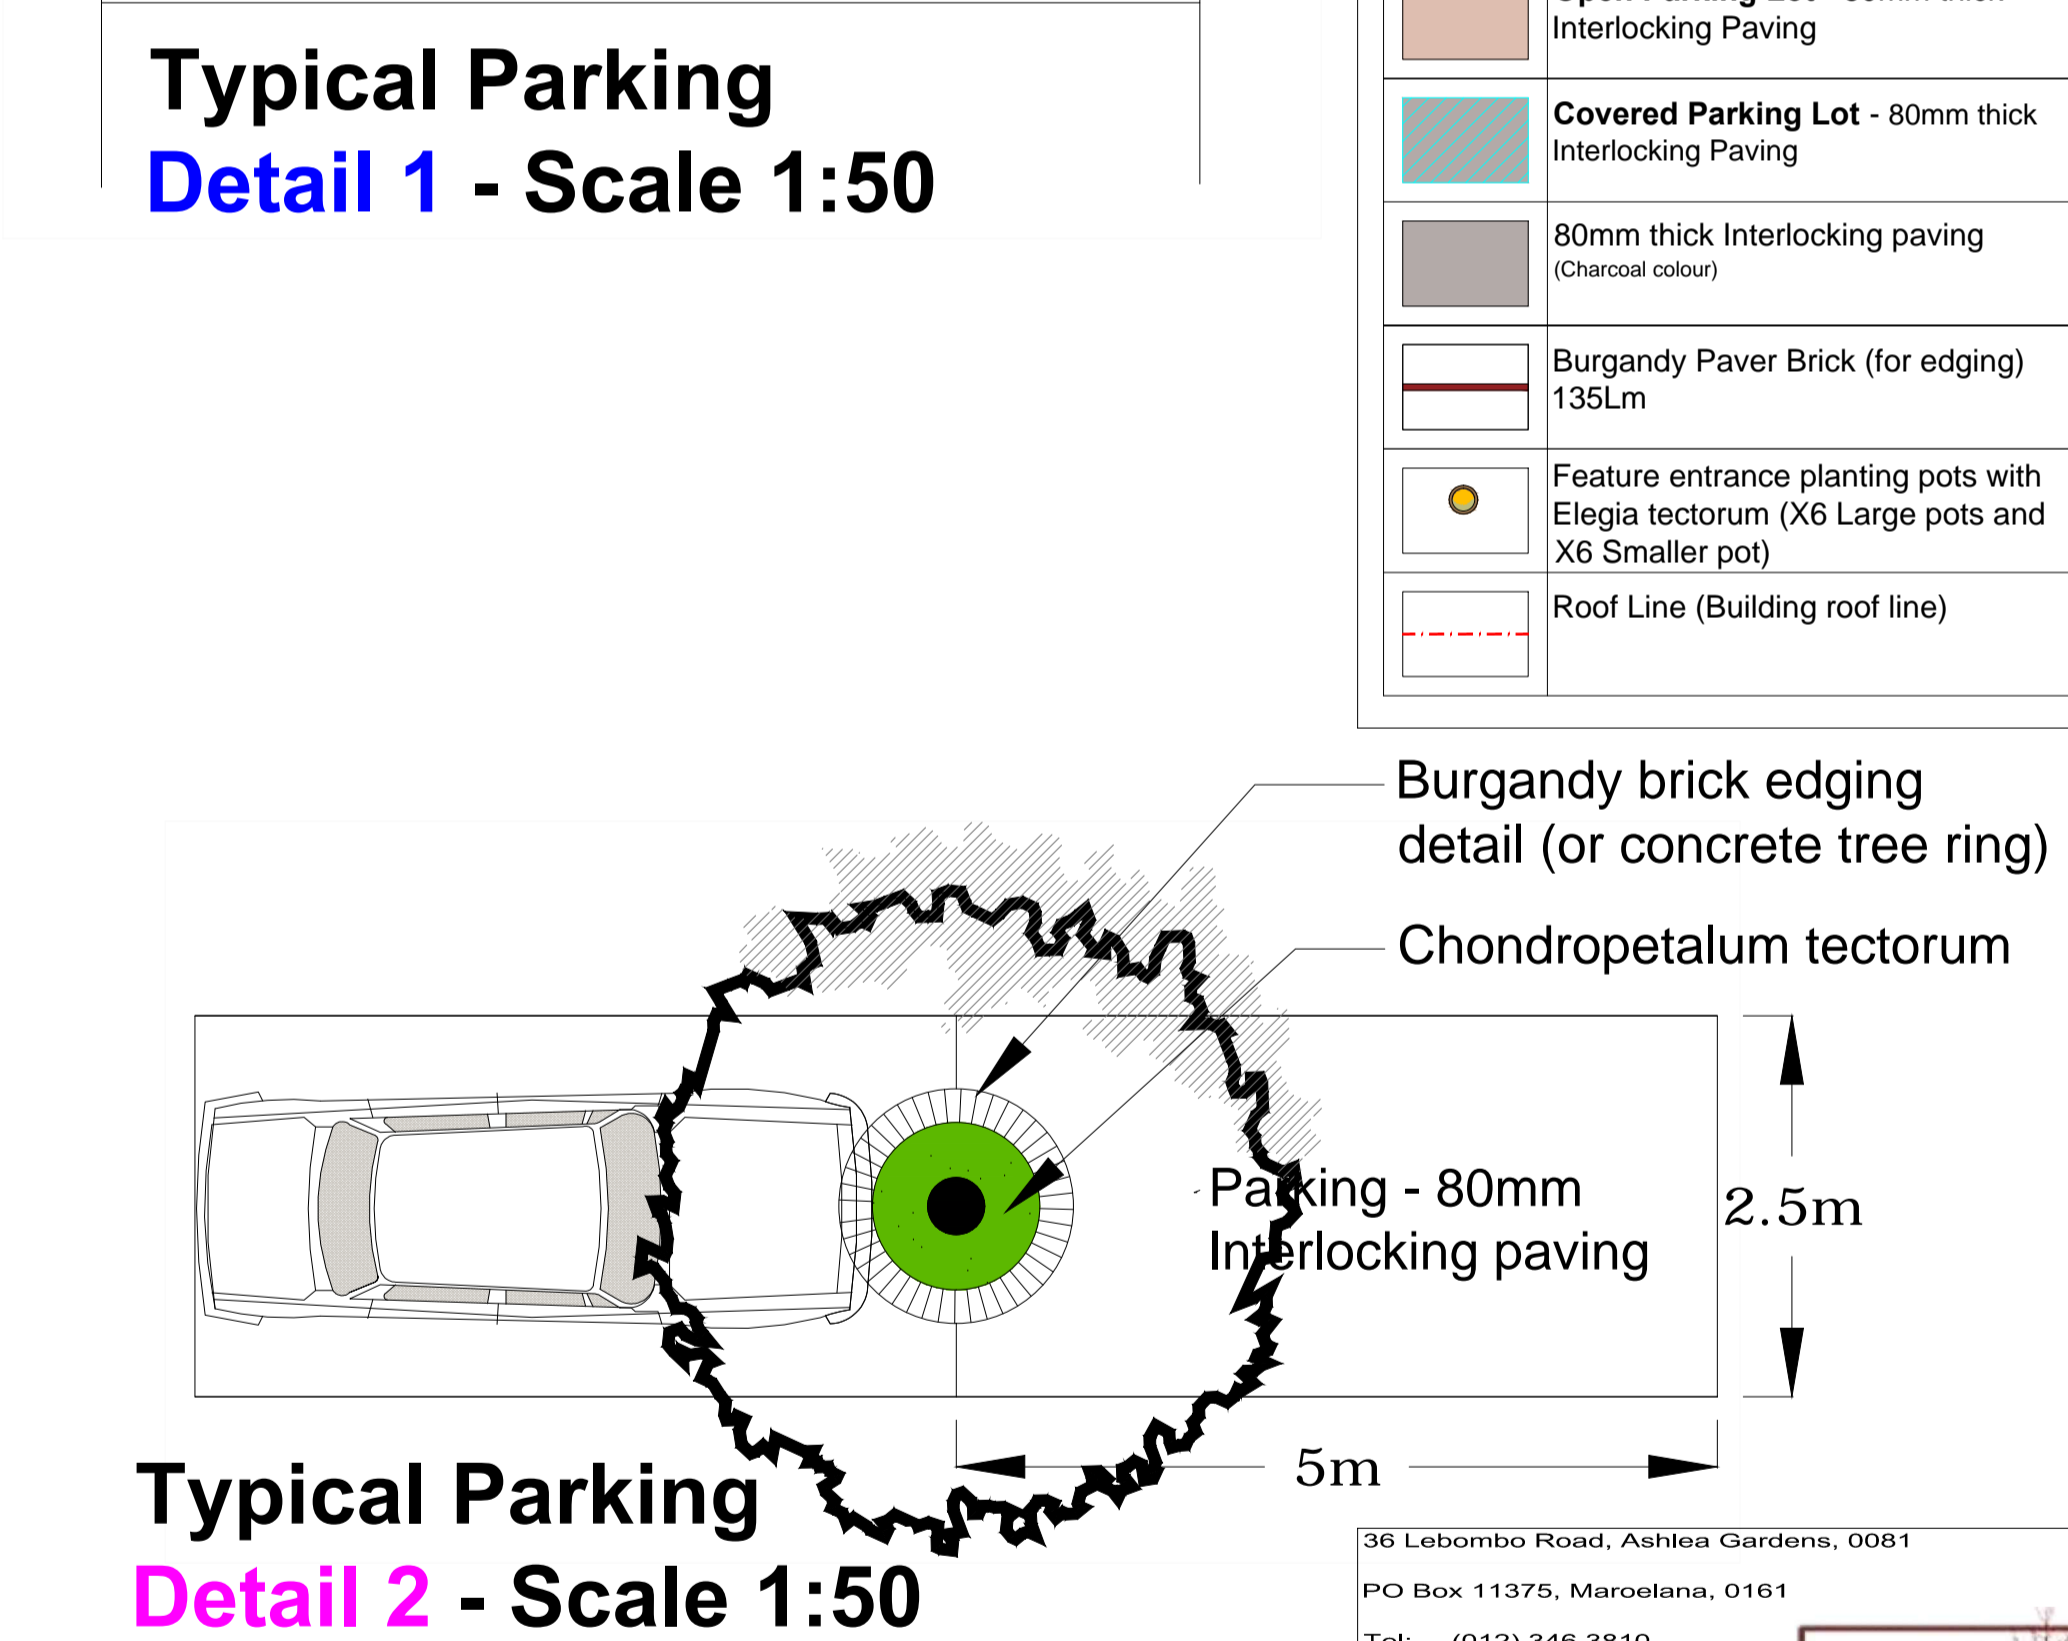 Typical Parking
Detail 1 - Scale 1:50
Interlocking Paving
Covered Parking Lot - 80mm thick
Interlocking Paving
80mm thick Interlocking paving
(Charcoal colour)
Burgandy Paver Brick (for edging)
135Lm
Feature entrance planting pots with
Elegia tectorum (X6 Large pots and
X6 Smaller pot)
Roof Line (Building roof line)
Burgandy brick edging
detail (or concrete tree ring)
Chondropetalum tectorum
Parking - 80mm
Interlocking paving
2.5m
5m
Typical Parking
Detail 2 - Scale 1:50
36 Lebombo Road, Ashlea Gardens, 0081
PO Box 11375, Maroelana, 0161
Tel: (012) 346 3810